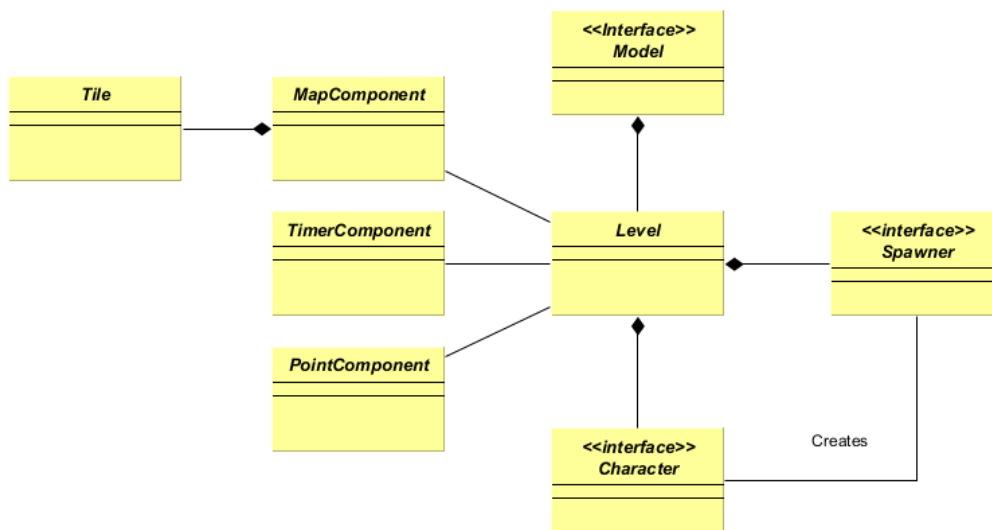 <<Interface>>
Model
Tile
MapComponent
TimerComponent
Level
<<interface>>
Spawner
PointComponent
<<interface>>
Character
Creates